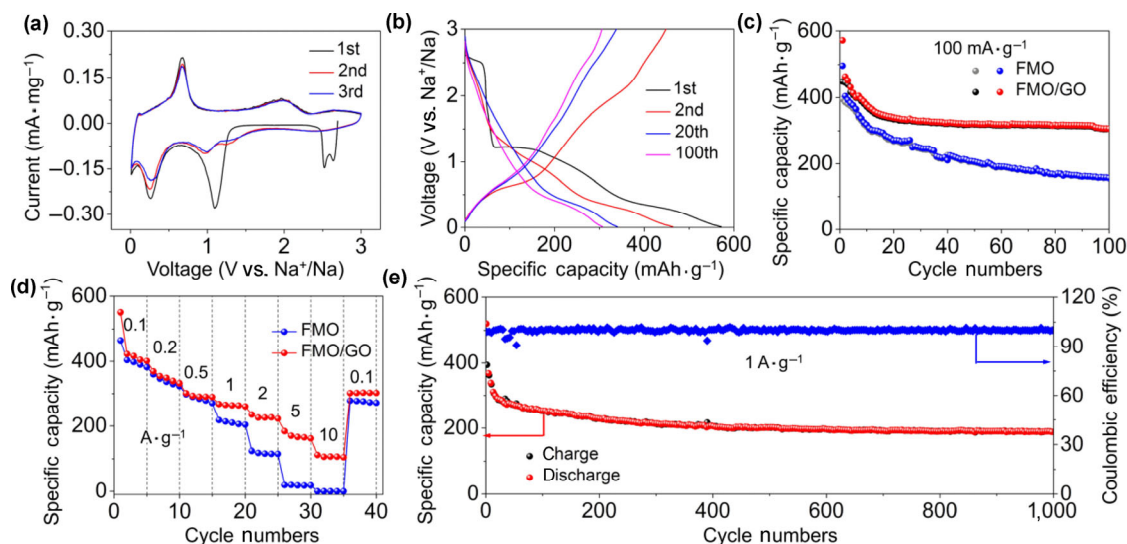 (a)
0.30
0.15
0.00
−0.15
−0.30
Current (mA·mg⁻¹)
1st
2nd
3rd
0
1
2
3
Voltage (V vs. Na⁺/Na)
(b)
3
2
1
0
Voltage (V vs. Na⁺/Na)
1st
2nd
20th
100th
0
200
400
600
Specific capacity (mAh·g⁻¹)
(c)
600
400
200
0
Specific capacity (mAh·g⁻¹)
100 mA·g⁻¹
FMO
FMO/GO
0
20
40
60
80
100
Cycle numbers
(d)
600
400
200
0
Specific capacity (mAh·g⁻¹)
0.1
0.2
0.5
1
2
5
10
0.1
FMO
FMO/GO
A·g⁻¹
0
10
20
30
40
Cycle numbers
(e)
600
400
200
0
Specific capacity (mAh·g⁻¹)
1 A·g⁻¹
Charge
Discharge
120
90
60
30
0
Coulombic efficiency (%)
0
200
400
600
800
1,000
Cycle numbers